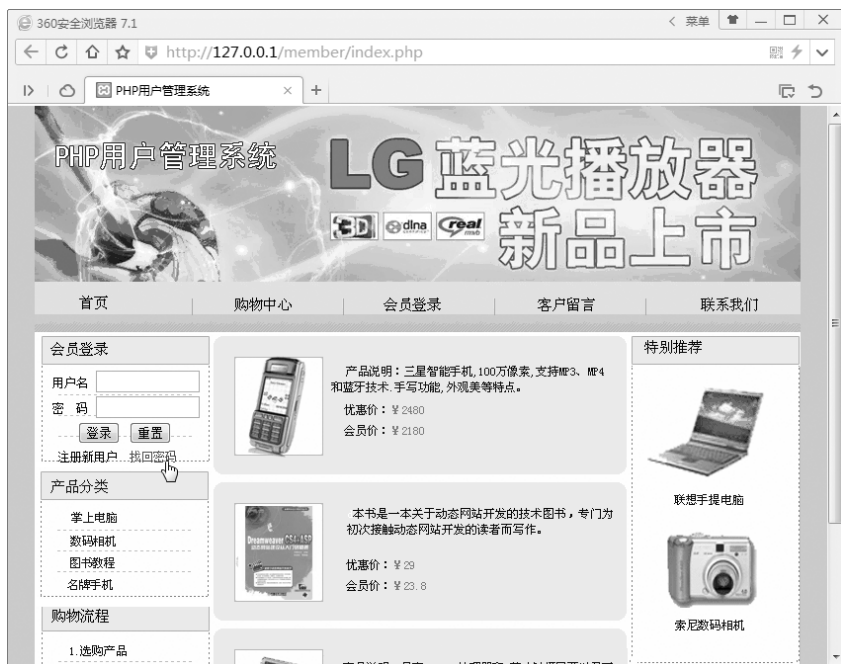 360安全浏览器 7.1
菜单
http://127.0.0.1/member/index.php
PHP用户管理系统
PHP用户管理系统
LG 蓝光播放器
新品上市
3D dlna real
首页 购物中心 会员登录 客户留言 联系我们
会员登录
用户名
密 码
登录 重置
注册新用户 找回密码
产品分类
掌上电脑
数码相机
图书教程
名牌手机
购物流程
1.选购产品
产品说明：三星智能手机,100万像素,支持MP3、MP4
和蓝牙技术.手写功能,外观美等特点。
优惠价：￥2480
会员价：￥2180
Dreamweaver CS4+ASP
本书是一本关于动态网站开发的技术图书，专门为
初次接触动态网站开发的读者而写作。
优惠价：￥29
会员价：￥23.8
特别推荐
联想手提电脑
索尼数码相机